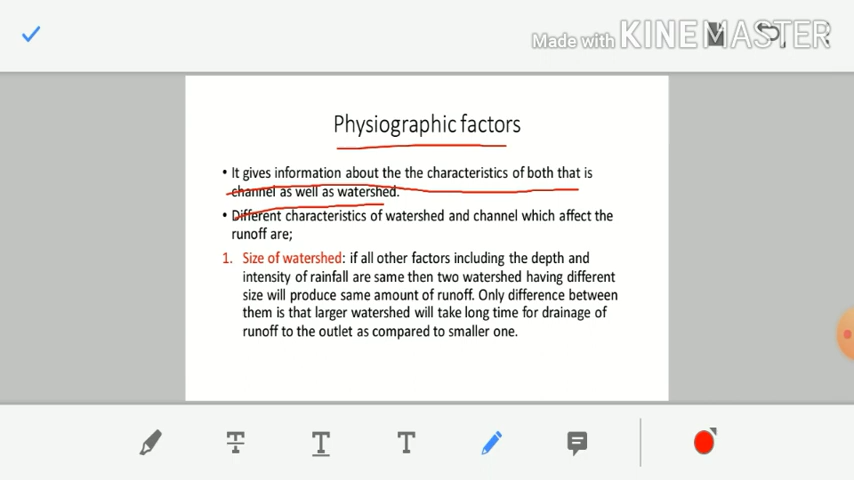 Made with KINEMASTER
Physiographic factors
• It gives information about the the characteristics of both that is
channel as well as watershed.
• Different characteristics of watershed and channel which affect the
runoff are;
1. Size of watershed: if all other factors including the depth and
intensity of rainfall are same then two watershed having different
size will produce same amount of runoff. Only difference between
them is that larger watershed will take long time for drainage of
runoff to the outlet as compared to smaller one.
T T T